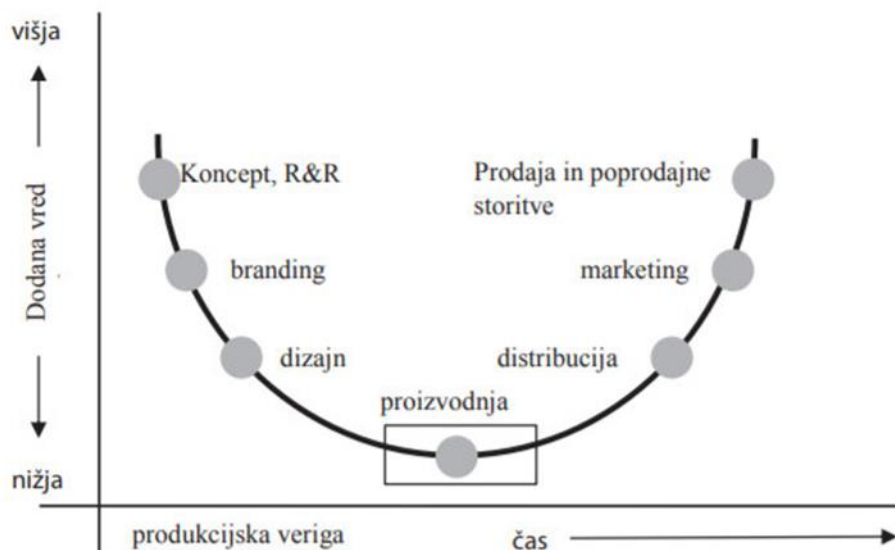 višja
Koncept, R&R
Prodaja in poprodajne
storitve
Dodana vred
branding
marketing
dizajn
distribucija
proizvodnja
nižja
produkcijska veriga
čas